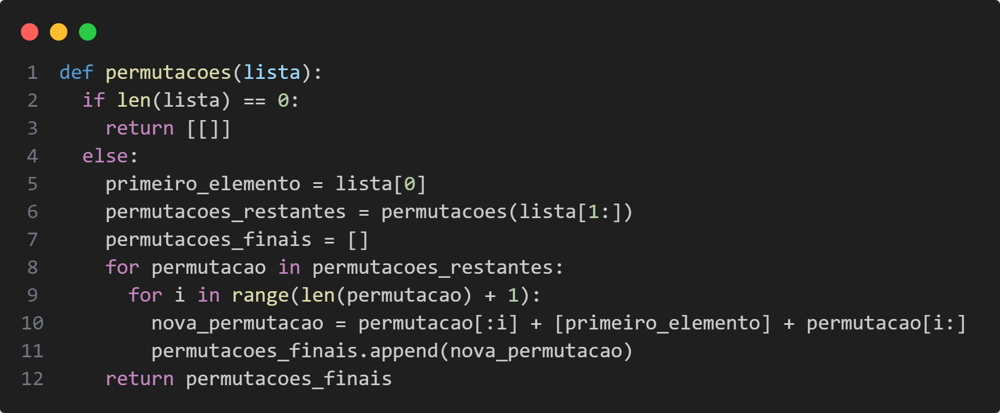 1 def permutacoes(lista):
2   if len(lista) == 0:
3     return [[]]
4   else:
5     primeiro_elemento = lista[0]
6     permutacoes_restantes = permutacoes(lista[1:])
7     permutacoes_finais = []
8     for permutacao in permutacoes_restantes:
9       for i in range(len(permutacao) + 1):
10         nova_permutacao = permutacao[:i] + [primeiro_elemento] + permutacao[i:]
11         permutacoes_finais.append(nova_permutacao)
12     return permutacoes_finais